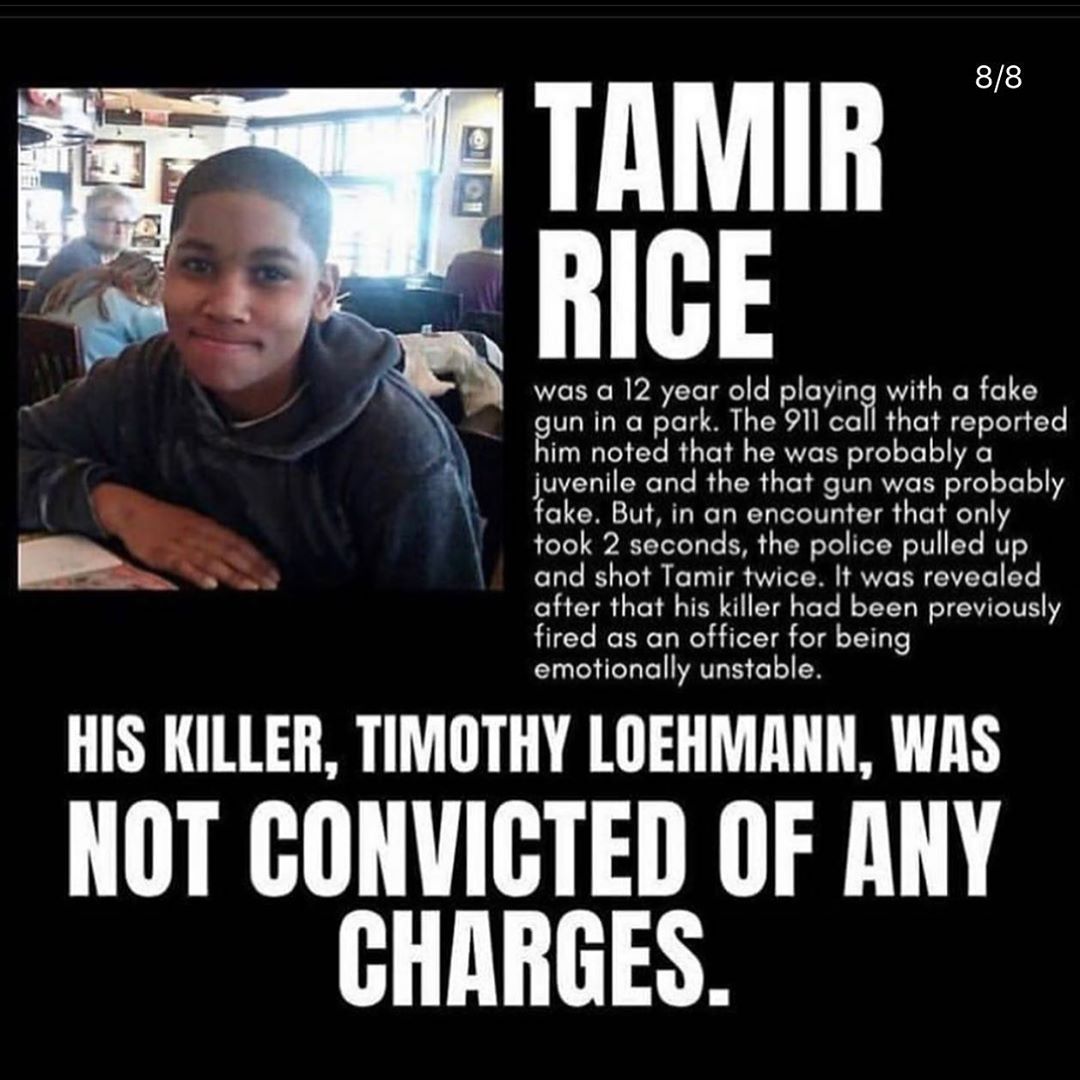 8/8
TAMIR
RICE
was a 12 year old playing with a fake
gun in a park. The 911 call that reported
him noted that he was probably a
juvenile and the that gun was probably
fake. But, in an encounter that only
took 2 seconds, the police pulled up
and shot Tamir twice. It was revealed
after that his killer had been previously
fired as an officer for being
emotionally unstable.
HIS KILLER, TIMOTHY LOEHMANN, WAS
NOT CONVICTED OF ANY
CHARGES.